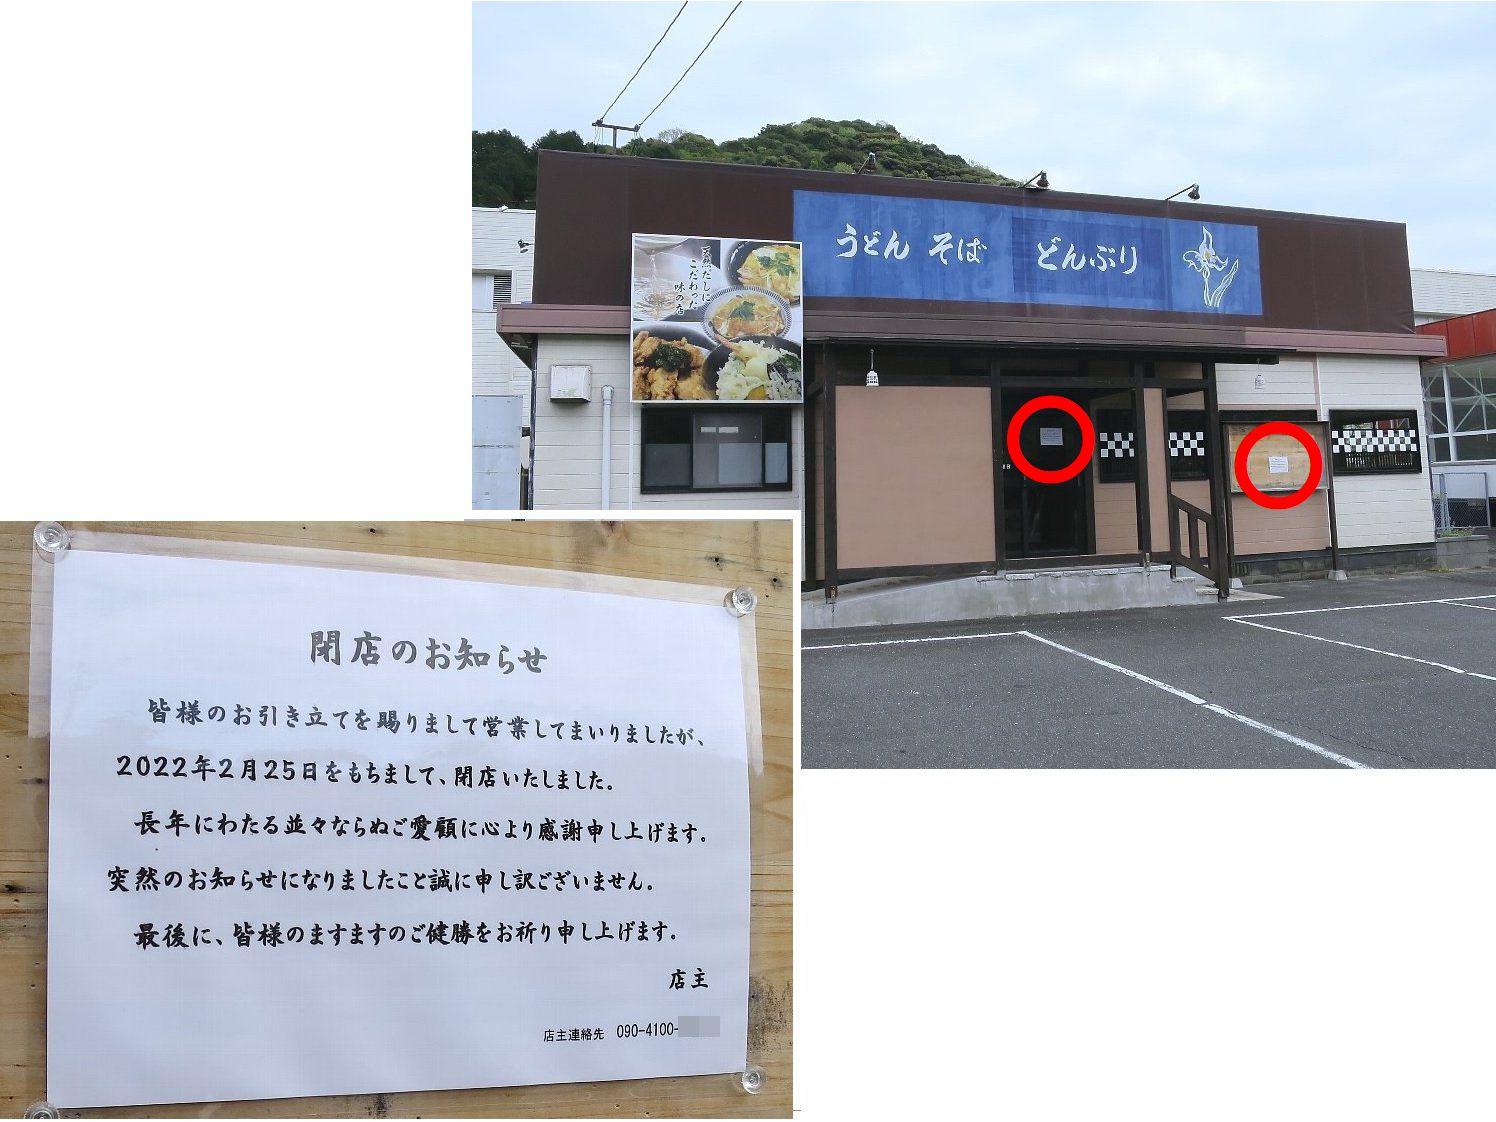 うどん そば どんぶり
天然だしに
こだわった
味の店
閉店のお知らせ
皆様のお引き立てを賜りまして営業してまいりましたが、
2022年2月25日をもちまして、閉店いたしました。
長年にわたる並々ならぬご愛顧に心より感謝申し上げます。
突然のお知らせになりましたこと誠に申し訳ございません。
最後に、皆様のますますのご健勝をお祈り申し上げます。
店主
店主連絡先 090-4100-